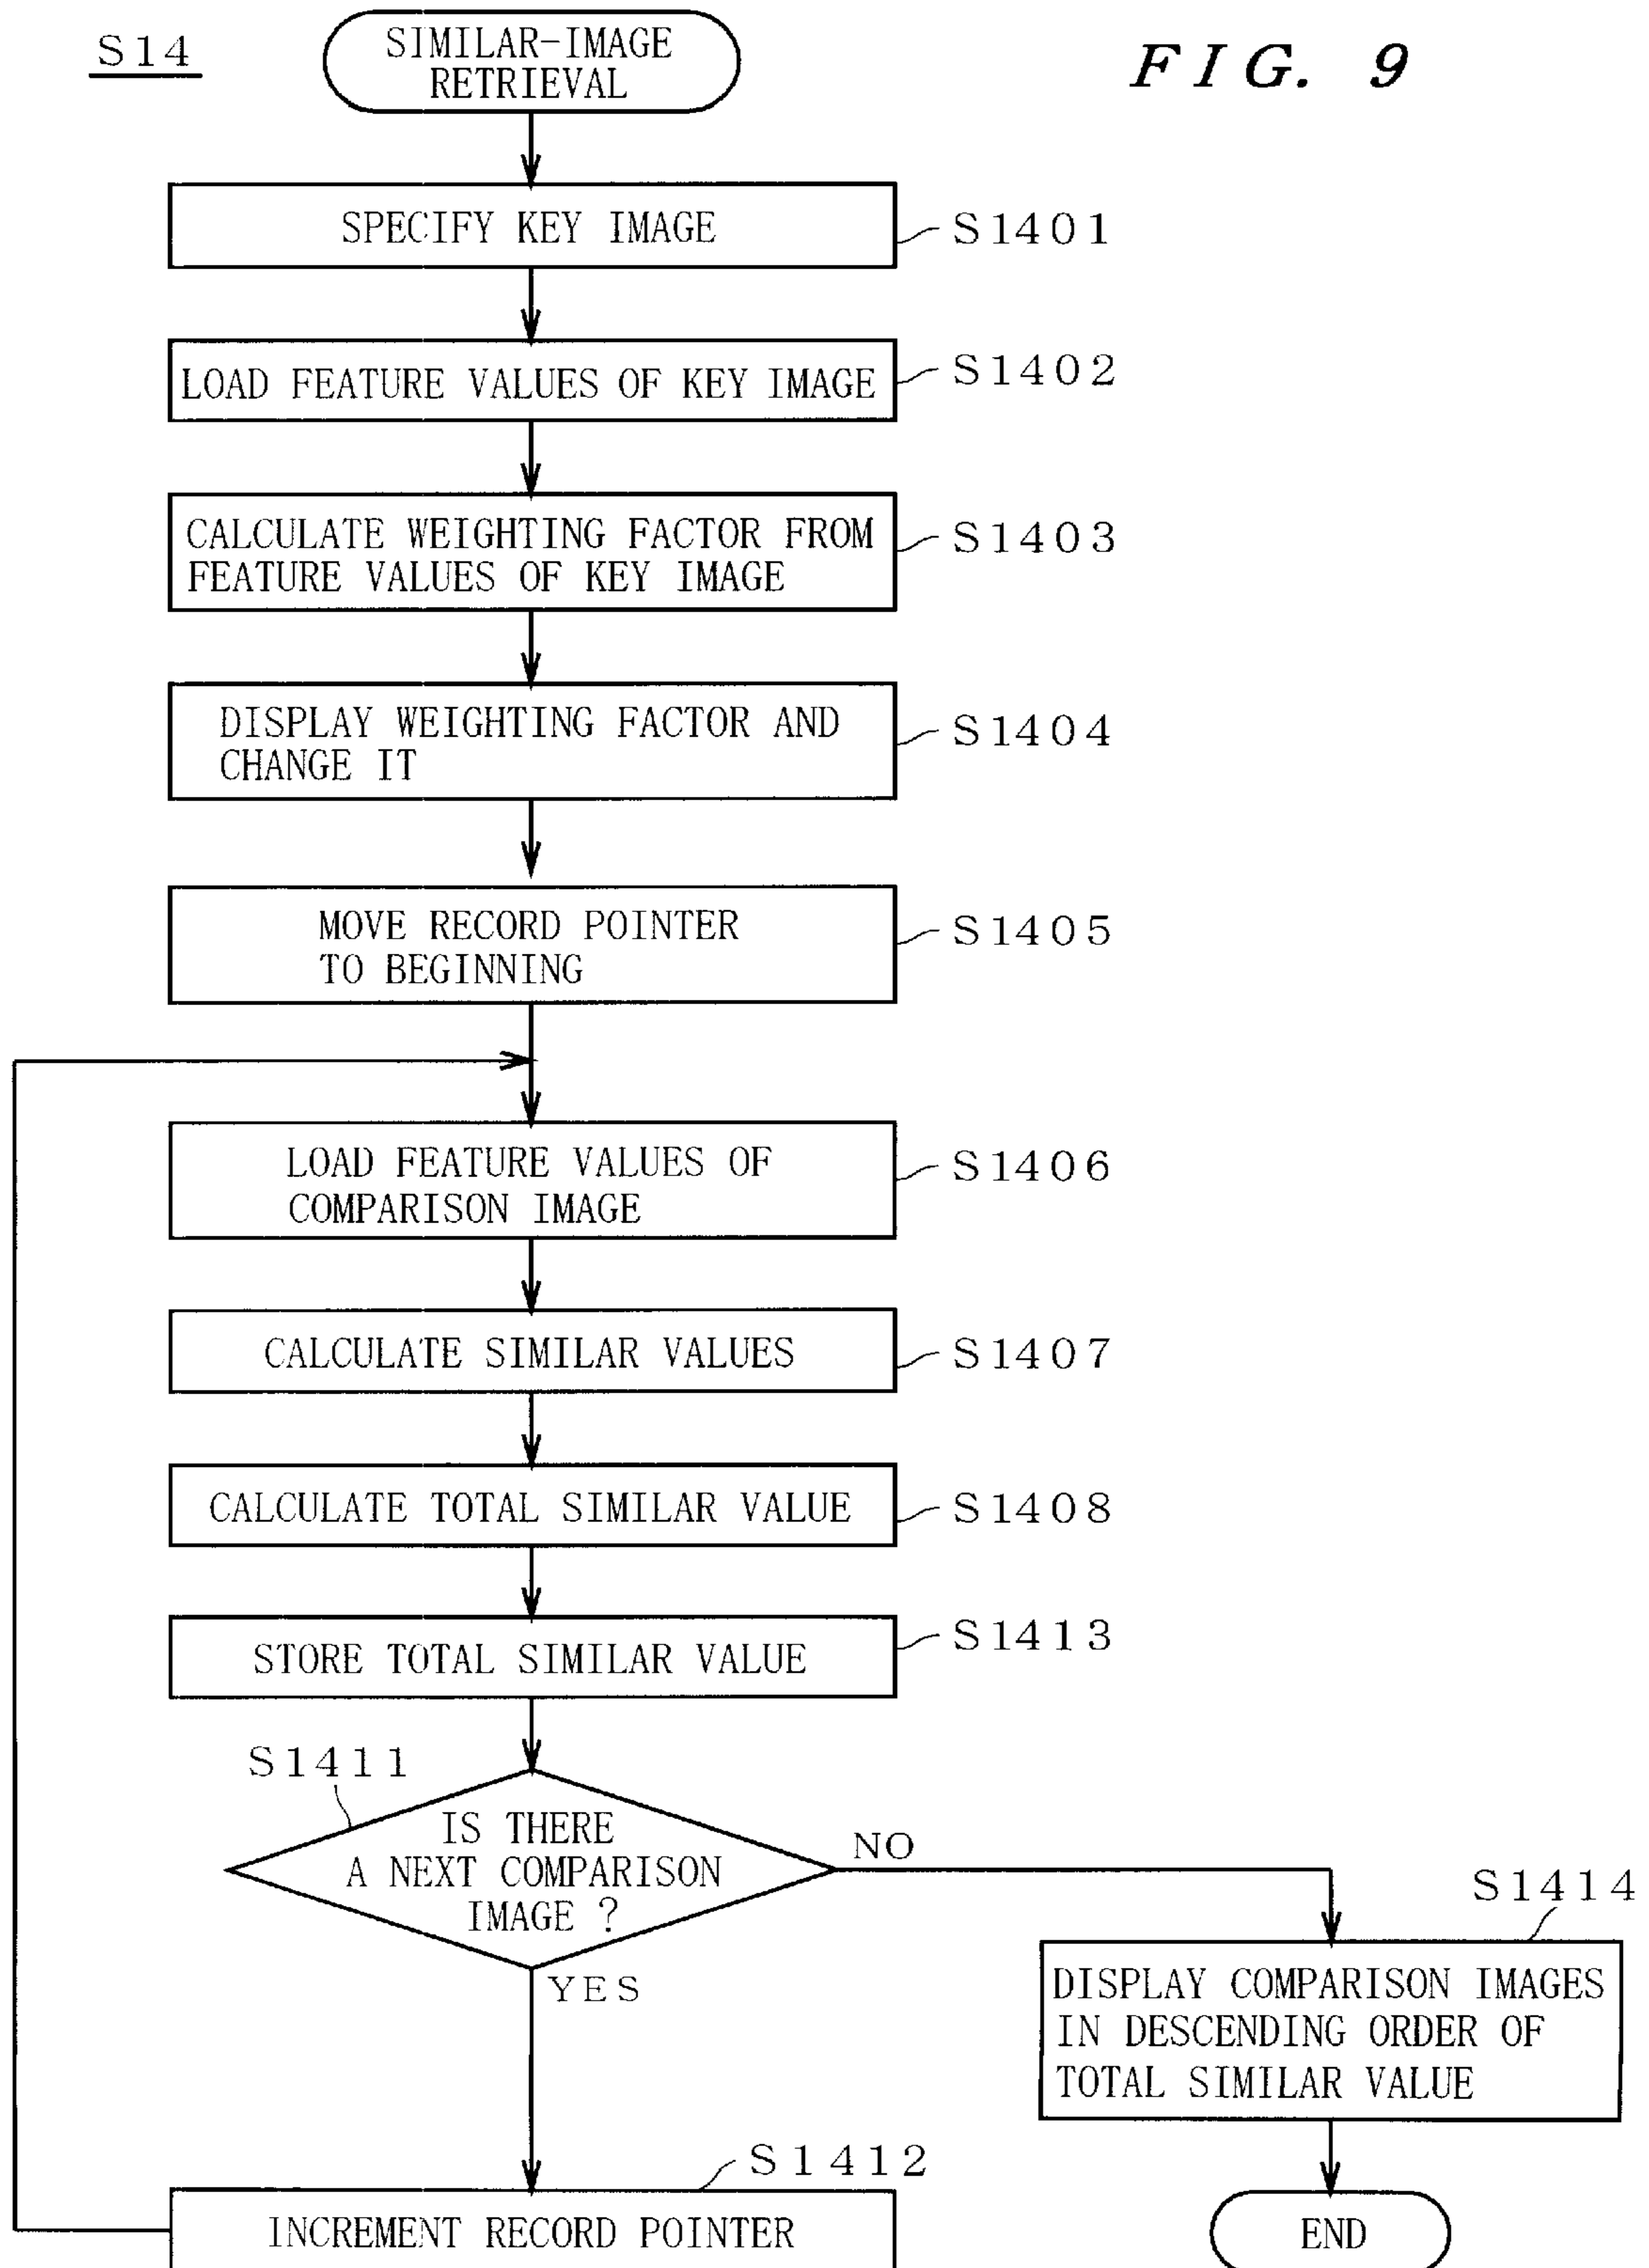 S14
SIMILAR-IMAGE
RETRIEVAL
FIG. 9
SPECIFY KEY IMAGE
S1401
LOAD FEATURE VALUES OF KEY IMAGE
S1402
CALCULATE WEIGHTING FACTOR FROM
FEATURE VALUES OF KEY IMAGE
S1403
DISPLAY WEIGHTING FACTOR AND
CHANGE IT
S1404
MOVE RECORD POINTER
TO BEGINNING
S1405
LOAD FEATURE VALUES OF
COMPARISON IMAGE
S1406
CALCULATE SIMILAR VALUES
S1407
CALCULATE TOTAL SIMILAR VALUE
S1408
STORE TOTAL SIMILAR VALUE
S1413
S1411
IS THERE
A NEXT COMPARISON
IMAGE ?
NO
YES
S1414
DISPLAY COMPARISON IMAGES
IN DESCENDING ORDER OF
TOTAL SIMILAR VALUE
S1412
INCREMENT RECORD POINTER
END